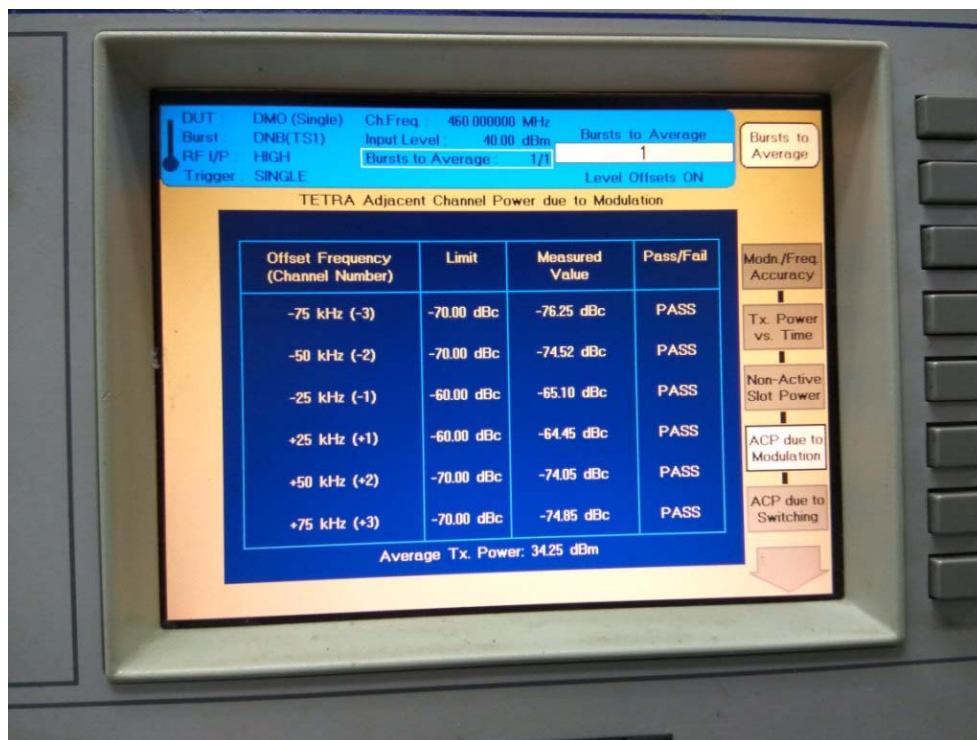 DUT : DMO (Single) Ch.Freq. : 460.000000 MHz
Burst : DNB(TS1) Input Level : 40.00 dBm Bursts to Average
RF I/P : HIGH Bursts to Average : 1/1 1
Trigger : SINGLE Level Offsets ON
Bursts to
Average
TETRA Adjacent Channel Power due to Modulation
Offset Frequency Limit Measured Pass/Fail
(Channel Number) Value
-75 kHz (-3) -70.00 dBc -76.25 dBc PASS
-50 kHz (-2) -70.00 dBc -74.52 dBc PASS
-25 kHz (-1) -60.00 dBc -65.10 dBc PASS
+25 kHz (+1) -60.00 dBc -64.45 dBc PASS
+50 kHz (+2) -70.00 dBc -74.05 dBc PASS
+75 kHz (+3) -70.00 dBc -74.85 dBc PASS
Average Tx. Power: 34.25 dBm
Modn./Freq.
Accuracy
Tx. Power
vs. Time
Non-Active
Slot Power
ACP due to
Modulation
ACP due to
Switching